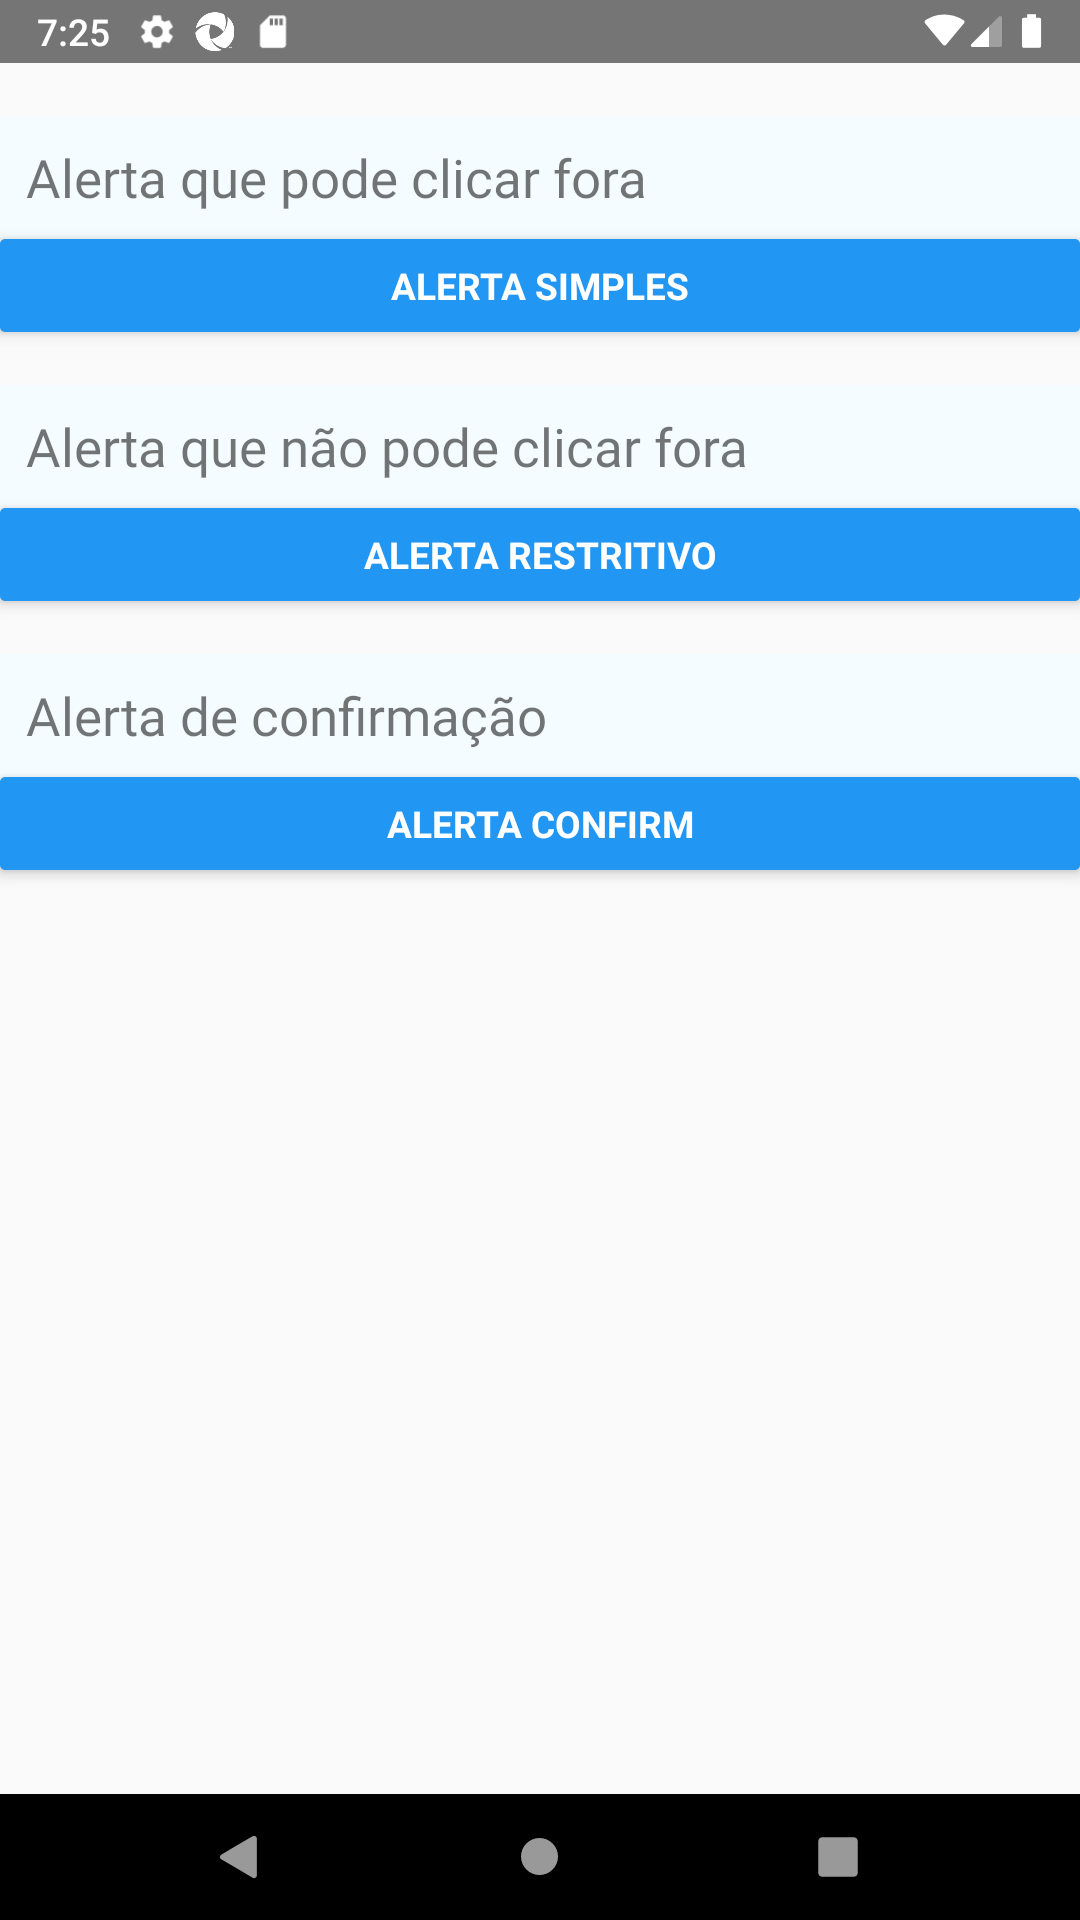 7:25
Alerta que pode clicar fora
ALERTA SIMPLES
Alerta que não pode clicar fora
ALERTA RESTRITIVO
Alerta de confirmação
ALERTA CONFIRM